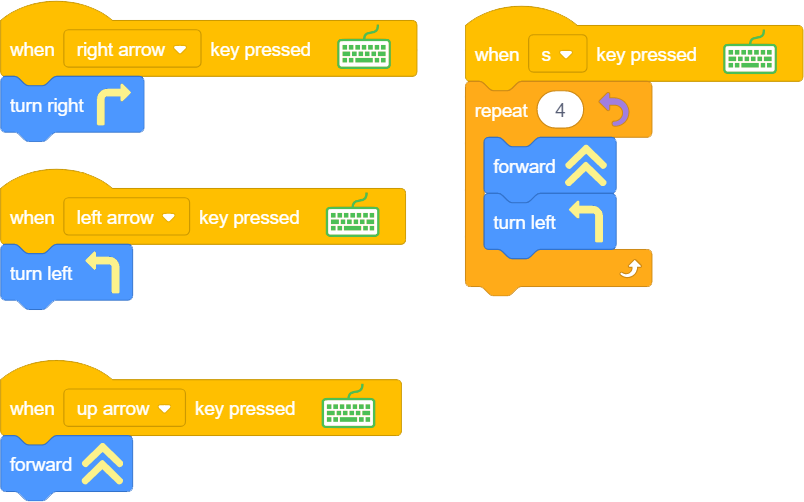 when right arrow key pressed
turn right
when left arrow key pressed
turn left
when up arrow key pressed
forward
when s key pressed
repeat 4
forward
turn left